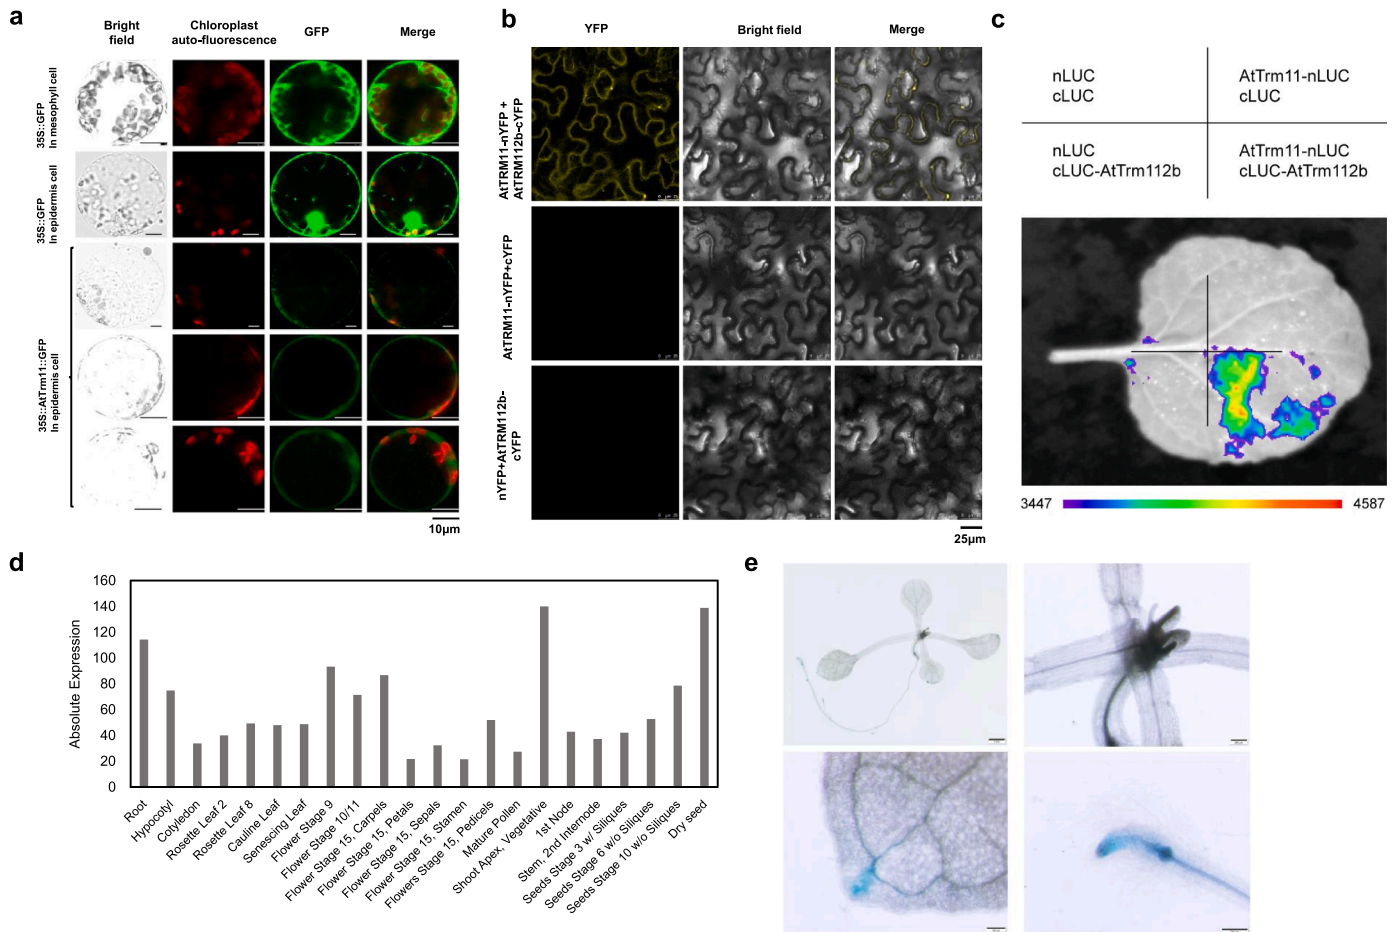 a
Bright
field
Chloroplast
auto-fluorescence
GFP
Merge
35S::GFP
In mesophyll cell
35S::GFP
In epidermis cell
35S::AtTrm11::GFP
In epidermis cell
10μm
b
YFP
Bright field
Merge
AtTRM11-nYFP +
AtTRM112b-cYFP
AtTRM11-nYFP+cYFP
nYFP+AtTRM112b-
cYFP
25μm
c
nLUC
cLUC
AtTrm11-nLUC
cLUC
nLUC
cLUC-AtTrm112b
AtTrm11-nLUC
cLUC-AtTrm112b
3447
4587
d
Absolute Expression
160
140
120
100
80
60
40
20
0
Root
Hypocotyl
Cotyledon
Rosette Leaf 2
Rosette Leaf 8
Cauline Leaf
Senescing Leaf
Flower Stage 9
Flower Stage 10/11
Flower Stage 15, Carpels
Flower Stage 15, Petals
Flower Stage 15, Sepals
Flower Stage 15, Stamen
Flowers Stage 15, Pedicels
Mature Pollen
Shoot Apex, Vegetative
1st Node
Stem, 2nd Internode
Seeds Stage 3 w/ Siliques
Seeds Stage 6 w/o Siliques
Seeds Stage 10 w/o Siliques
Dry seed
e